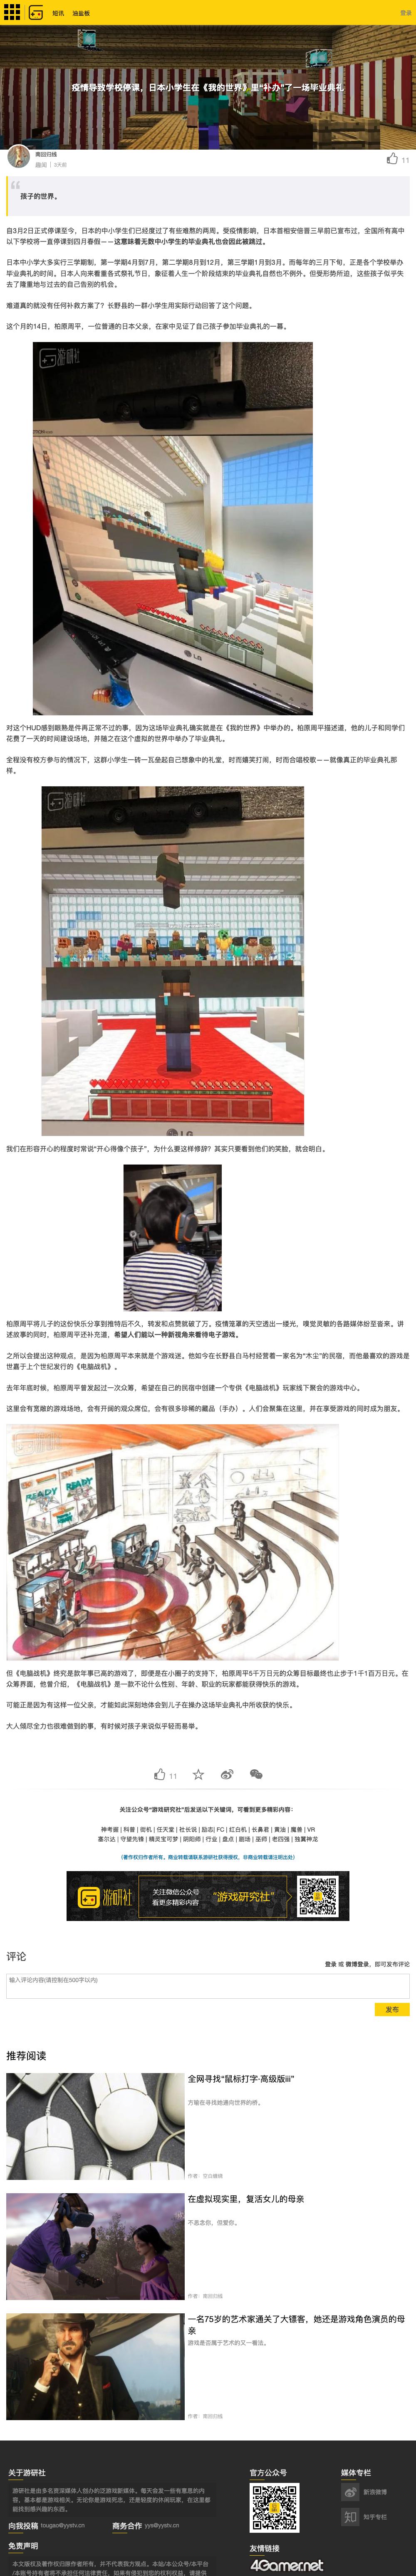 短讯
油盐板
登录
疫情导致学校停课，日本小学生在《我的世界》里“补办”了一场毕业典礼
南回归线
趣闻 | 3天前
11
孩子的世界。
自3月2日正式停课至今，日本的中小学生们已经度过了有些难熬的两周。受疫情影响，日本首相安倍晋三早前已宣布过，全国所有高中
以下学校将一直停课到四月春假——这意味着无数中小学生的毕业典礼也会因此被跳过。
日本中小学大多实行三学期制，第一学期4月到7月，第二学期8月到12月，第三学期1月到3月。而每年的三月下旬，正是各个学校举办
毕业典礼的时间。日本人向来看重各式祭礼节日，象征着人生一个阶段结束的毕业典礼自然也不例外。但受形势所迫，这些孩子似乎失
去了隆重地与过去的自己告别的机会。
难道真的就没有任何补救方案了？长野县的一群小学生用实际行动回答了这个问题。
这个月的14日，柏原周平，一位普通的日本父亲，在家中见证了自己孩子参加毕业典礼的一幕。
游研社
LG
对这个HUD感到眼熟是件再正常不过的事，因为这场毕业典礼确实就是在《我的世界》中举办的。柏原周平描述道，他的儿子和同学们
花费了一天的时间建设场地，并随之在这个虚拟的世界中举办了毕业典礼。
全程没有校方参与的情况下，这群小学生一砖一瓦垒起自己想象中的礼堂，时而嬉笑打闹，时而合唱校歌——就像真正的毕业典礼那
样。
游研社
LG
我们在形容开心的程度时常说“开心得像个孩子”，为什么要这样修辞？其实只要看到他们的笑脸，就会明白。
柏原周平将儿子的这份快乐分享到推特后不久，转发和点赞就破了万。疫情笼罩的天空透出一缕光，嗅觉灵敏的各路媒体纷至沓来。讲
述故事的同时，柏原周平还补充道，希望人们能以一种新视角来看待电子游戏。
之所以会提出这种观点，是因为柏原周平本来就是个游戏迷。他如今在长野县白马村经营着一家名为“木尘”的民宿，而他最喜欢的游戏是
世嘉于上个世纪发行的《电脑战机》。
去年年底时候，柏原周平曾发起过一次众筹，希望在自己的民宿中创建一个专供《电脑战机》玩家线下聚会的游戏中心。
这里会有宽敞的游戏场地，会有开阔的观众席位，会有很多珍稀的藏品（手办）。人们会聚集在这里，并在享受游戏的同时成为朋友。
游研社
READY
READY
但《电脑战机》终究是款年事已高的游戏了，即便是在小圈子的支持下，柏原周平5千万日元的众筹目标最终也止步于1千1百万日元。在
众筹界面，他曾介绍，《电脑战机》是一款不论什么性别、年龄、职业的玩家都能获得快乐的游戏。
可能正是因为有这样一位父亲，才能如此深刻地体会到儿子在操办这场毕业典礼中所收获的快乐。
大人倾尽全力也很难做到的事，有时候对孩子来说似乎轻而易举。
11
关注公众号“游戏研究社”后发送以下关键词，可看到更多精彩内容：
神考据 | 科普 | 街机 | 任天堂 | 社长说 | 励志| FC | 红白机 | 长鼻君 | 黄油 | 魔兽 | VR
塞尔达 | 守望先锋 | 精灵宝可梦 | 阴阳师 | 行业 | 盘点 | 剧场 | 巫师 | 老四强 | 独翼神龙
（著作权归作者所有。商业转载请联系游研社获得授权，非商业转载请注明出处）
游研社
关注微信公众号
看更多精彩内容
“游戏研究社”
评论
登录 或 微博登录，即可发布评论
输入评论内容(请控制在500字以内)
发布
推荐阅读
全网寻找“鼠标打字·高级版iii”
方能在寻找她通向世界的桥。
在虚拟现实里，复活女儿的母亲
不思念你，但爱你。
作者：南回归线
一名75岁的艺术家通关了大镖客，她还是游戏角色演员的母
亲
游戏是否属于艺术的又一看法。
作者：南回归线
关于游研社
游研社是由多名资深媒体人创办的泛游戏新媒体。每天会发一些有意思的内
容，基本都是游戏相关。无论你是游戏死忠，还是轻度的休闲玩家，在这里都
能找到感兴趣的东西。
向我投稿 tougao@yystv.cn
商务合作 yys@yystv.cn
免责声明
本文版权及著作权归原作者所有，并不代表我方观点。本站/本公众号/本平台
/本账号持有者将不承担任何法律责任。如果有侵犯到您的权利权益，请谁供
官方公众号
友情链接
4Gamer.net
媒体专栏
新浪微博
知乎专栏